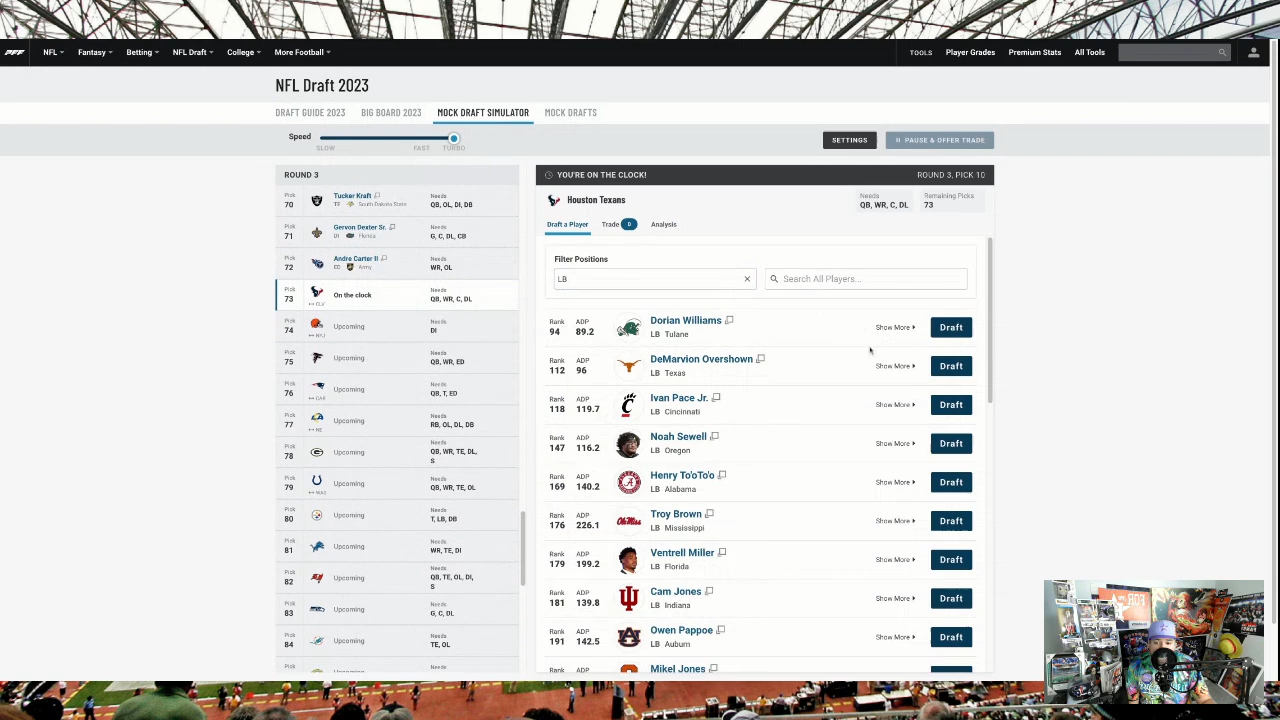 PFF NFL Fantasy Betting NFL Draft College More Football TOOLS Player Grades Premium Stats All Tools
NFL Draft 2023
DRAFT GUIDE 2023 BIG BOARD 2023 MOCK DRAFT SIMULATOR MOCK DRAFTS
Speed
SLOW FAST TURBO
SETTINGS PAUSE & OFFER TRADE
ROUND 3
Pick 70 Tucker Kraft Needs
TE South Dakota State QB, OL, DI, DB
Pick 71 Gervon Dexter Sr. Needs
DI Florida G, C, DL, CB
Pick 72 Andre Carter II Needs
ED Army WR, OL
Pick 73 On the clock Needs
CLV QB, WR, C, DL
Pick 74 Upcoming Needs
NYJ DI
Pick 75 Upcoming Needs
QB, WR, ED
Pick 76 Upcoming Needs
CAR QB, T, ED
Pick 77 Upcoming Needs
NE RB, OL, DL, DB
Pick 78 Upcoming Needs
QB, WR, TE, DL,
S
Pick 79 Upcoming Needs
WAS QB, WR, TE, OL
Pick 80 Upcoming Needs
T, LB, DB
Pick 81 Upcoming Needs
WR, TE, DI
Pick 82 Upcoming Needs
QB, TE, OL, DI,
S
Pick 83 Upcoming Needs
G, C, DL
Pick 84 Upcoming Needs
TE, OL
Pick Needs
YOU'RE ON THE CLOCK! ROUND 3, PICK 10
Houston Texans
Needs
QB, WR, C, DL
Remaining Picks
73
Draft a Player Trade 0 Analysis
Filter Positions
LB Search All Players...
Rank ADP Dorian Williams
94 89.2 LB Tulane Show More Draft
Rank ADP DeMarvion Overshown
112 96 LB Texas Show More Draft
Rank ADP Ivan Pace Jr.
118 119.7 LB Cincinnati Show More Draft
Rank ADP Noah Sewell
147 116.2 LB Oregon Show More Draft
Rank ADP Henry To'oTo'o
169 140.2 LB Alabama Show More Draft
Rank ADP Troy Brown
176 226.1 LB Mississippi Show More Draft
Rank ADP Ventrell Miller
179 199.2 LB Florida Show More Draft
Rank ADP Cam Jones
181 139.8 LB Indiana Show More Draft
Rank ADP Owen Pappoe
191 142.5 LB Auburn Show More Draft
Rank ADP Mikel Jones